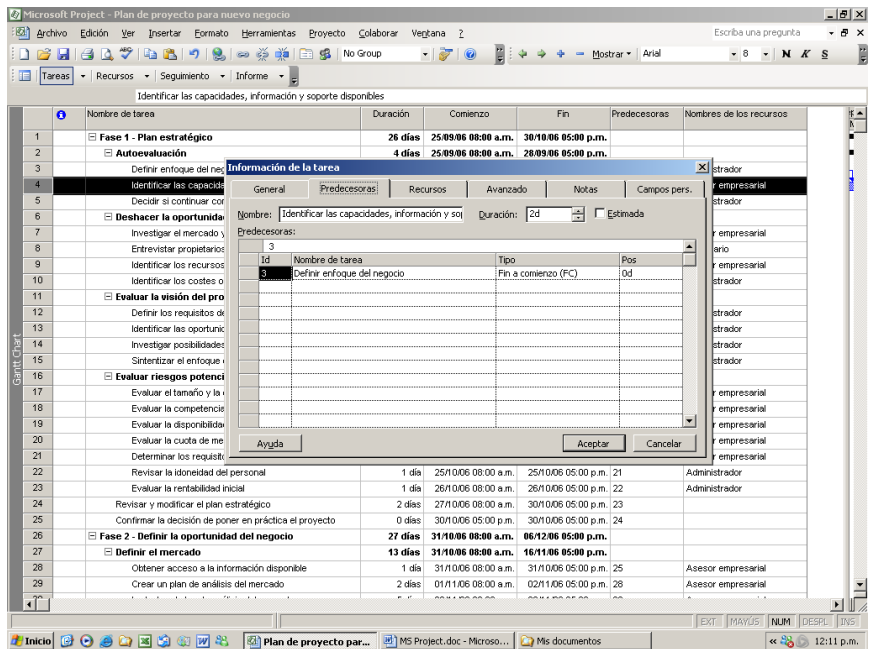 Microsoft Project - Plan de proyecto para nuevo negocio
Archivo Edición Ver Insertar Formato Herramientas Proyecto Colaborar Ventana ? Escriba una pregunta
No Group Mostrar Arial 8 N K S
Tareas Recursos Seguimiento Informe
Identificar las capacidades, información y soporte disponibles
Nombre de tarea Duración Comienzo Fin Predecesoras Nombres de los recursos
1 Fase 1 - Plan estratégico 26 días 25/09/06 08:00 a.m. 30/10/06 05:00 p.m.
2 Autoevaluación 4 días 25/09/06 08:00 a.m. 28/09/06 05:00 p.m.
3 Definir enfoque del neg strador
4 Identificar las capacida r empresarial
5 Decidir si continuar con strador
6 Deshacer la oportunida
7 Investigar el mercado y r empresarial
8 Entrevistar propietarios ario
9 Identificar los recursos r empresarial
10 Identificar los costes o strador
11 Evaluar la visión del pro
12 Definir los requisitos de strador
13 Identificar las oportunid strador
14 Investigar posibilidades strador
15 Sintentizar el enfoque strador
16 Evaluar riesgos potenci
17 Evaluar el tamaño y la r empresarial
18 Evaluar la competencia r empresarial
19 Evaluar la disponibilida r empresarial
20 Evaluar la cuota de me r empresarial
21 Determinar los requisito r empresarial
22 Revisar la idoneidad del personal 1 día 25/10/06 08:00 a.m. 25/10/06 05:00 p.m. 21 Administrador
23 Evaluar la rentabilidad inicial 1 día 26/10/06 08:00 a.m. 26/10/06 05:00 p.m. 22 Administrador
24 Revisar y modificar el plan estratégico 2 días 27/10/06 08:00 a.m. 30/10/06 05:00 p.m. 23
25 Confirmar la decisión de poner en práctica el proyecto 0 días 30/10/06 05:00 p.m. 30/10/06 05:00 p.m. 24
26 Fase 2 - Definir la oportunidad del negocio 27 días 31/10/06 08:00 a.m. 06/12/06 05:00 p.m.
27 Definir el mercado 13 días 31/10/06 08:00 a.m. 16/11/06 05:00 p.m.
28 Obtener acceso a la información disponible 1 día 31/10/06 08:00 a.m. 31/10/06 05:00 p.m. 25 Asesor empresarial
29 Crear un plan de análisis del mercado 2 días 01/11/06 08:00 a.m. 02/11/06 05:00 p.m. 28 Asesor empresarial
Gantt Chart
Información de la tarea
General Predecesoras Recursos Avanzado Notas Campos pers.
Nombre: Identificar las capacidades, información y sop Duración: 2d Estimada
Predecesoras:
3
Id Nombre de tarea Tipo Pos
3 Definir enfoque del negocio Fin a comienzo (FC) 0d
Ayuda Aceptar Cancelar
EXT MAYÚS NUM DESPL INS
Inicio Plan de proyecto par... MS Project.doc - Microso... Mis documentos 12:11 p.m.